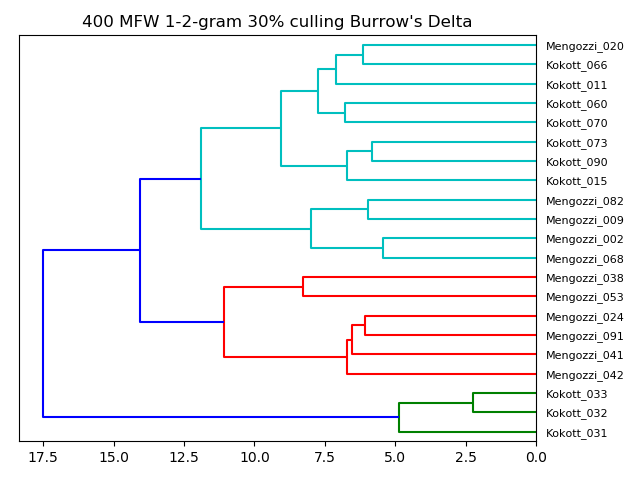 400 MFW 1-2-gram 30% culling Burrow's Delta
Mengozzi_020
Kokott_066
Kokott_011
Kokott_060
Kokott_070
Kokott_073
Kokott_090
Kokott_015
Mengozzi_082
Mengozzi_009
Mengozzi_002
Mengozzi_068
Mengozzi_038
Mengozzi_053
Mengozzi_024
Mengozzi_091
Mengozzi_041
Mengozzi_042
Kokott_033
Kokott_032
Kokott_031
17.5 15.0 12.5 10.0 7.5 5.0 2.5 0.0